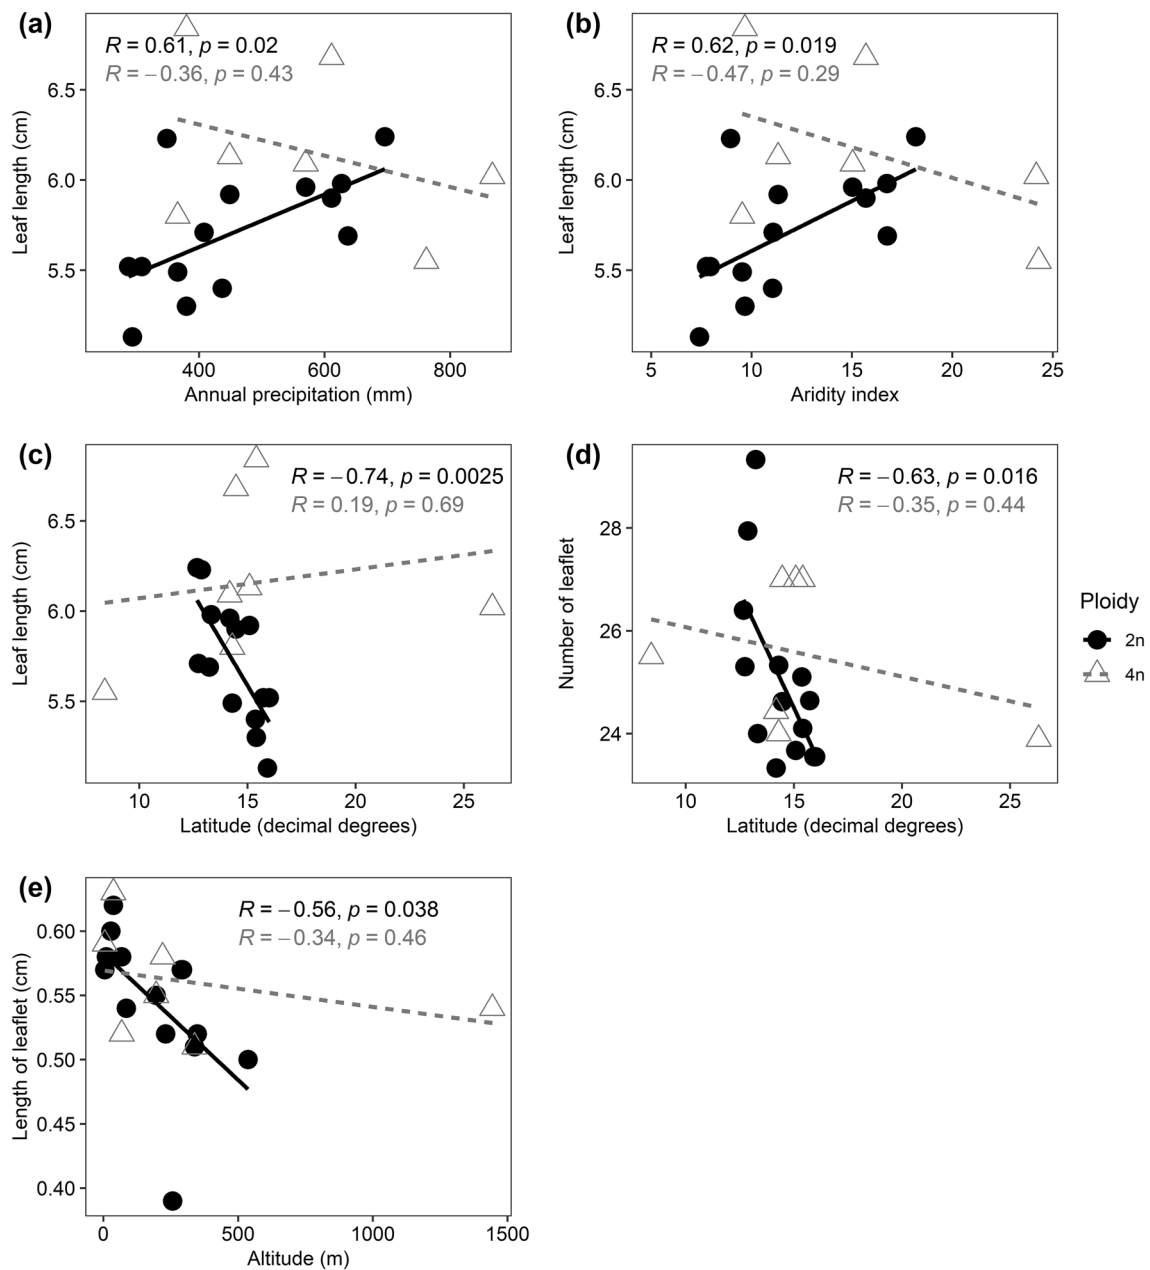 (a)
R = 0.61, p = 0.02
R = −0.36, p = 0.43
6.5
6.0
5.5
Leaf length (cm)
400 600 800
Annual precipitation (mm)
(b)
R = 0.62, p = 0.019
R = −0.47, p = 0.29
6.5
6.0
5.5
Leaf length (cm)
5 10 15 20 25
Aridity index
(c)
R = −0.74, p = 0.0025
R = 0.19, p = 0.69
6.5
6.0
5.5
Leaf length (cm)
10 15 20 25
Latitude (decimal degrees)
(d)
R = −0.63, p = 0.016
R = −0.35, p = 0.44
28
26
24
Number of leaflet
10 15 20 25
Latitude (decimal degrees)
Ploidy
2n
4n
(e)
R = −0.56, p = 0.038
R = −0.34, p = 0.46
0.60
0.55
0.50
0.45
0.40
Length of leaflet (cm)
0 500 1000 1500
Altitude (m)